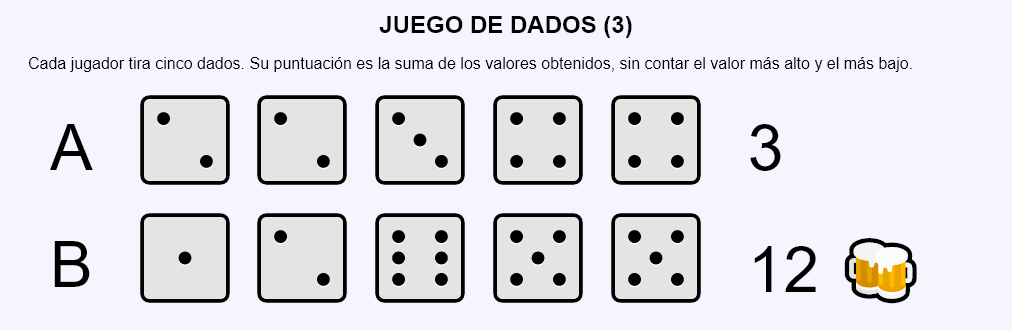 JUEGO DE DADOS (3)
Cada jugador tira cinco dados. Su puntuación es la suma de los valores obtenidos, sin contar el valor más alto y el más bajo.
A 3
B 12